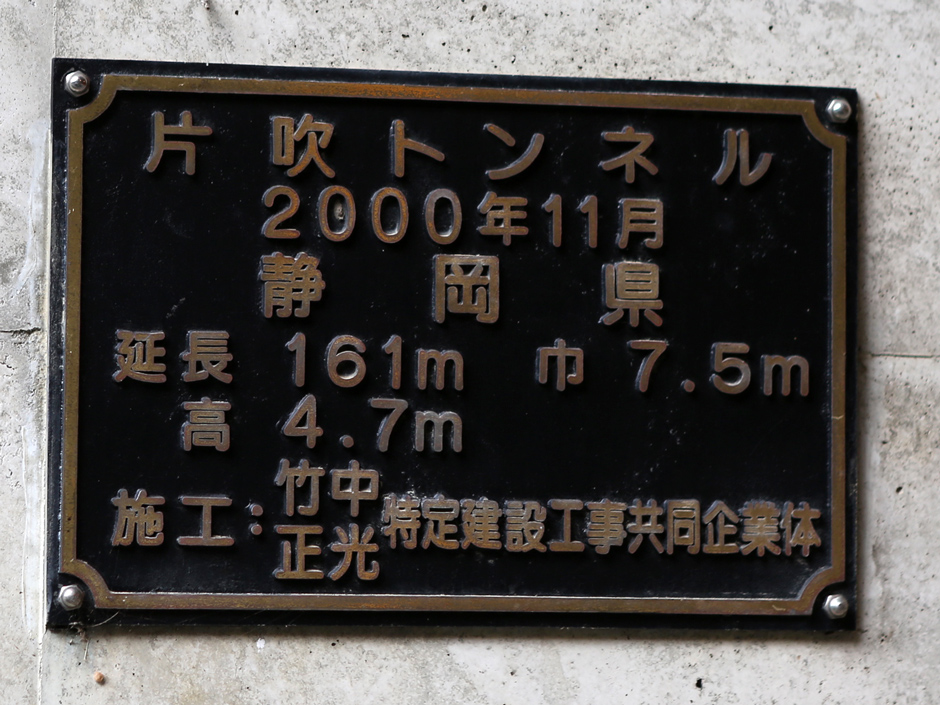 片吹トンネル
2000年11月
静岡県
延長 161m 巾 7.5m
高 4.7m
施工：竹中
正光
特定建設工事共同企業体